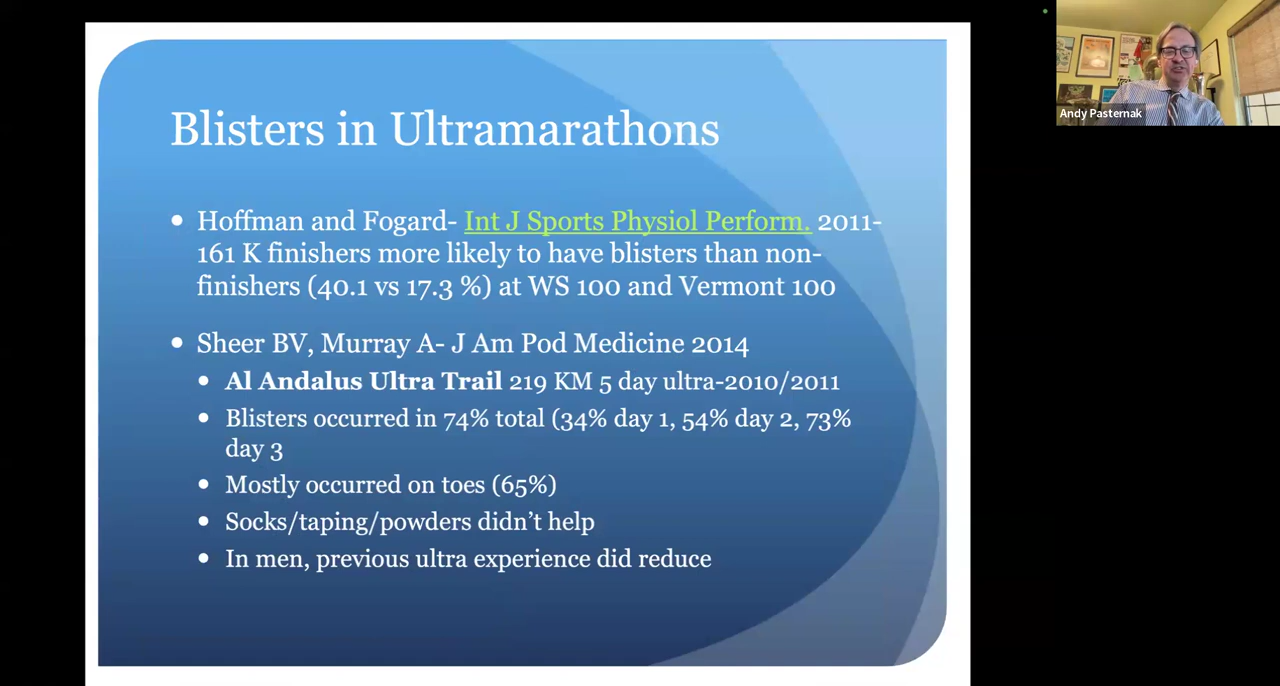 Blisters in Ultramarathons
• Hoffman and Fogard- Int J Sports Physiol Perform. 2011-
161 K finishers more likely to have blisters than non-
finishers (40.1 vs 17.3 %) at WS 100 and Vermont 100
• Sheer BV, Murray A- J Am Pod Medicine 2014
• Al Andalus Ultra Trail 219 KM 5 day ultra-2010/2011
• Blisters occurred in 74% total (34% day 1, 54% day 2, 73%
day 3
• Mostly occurred on toes (65%)
• Socks/taping/powders didn’t help
• In men, previous ultra experience did reduce
Andy Pasternak